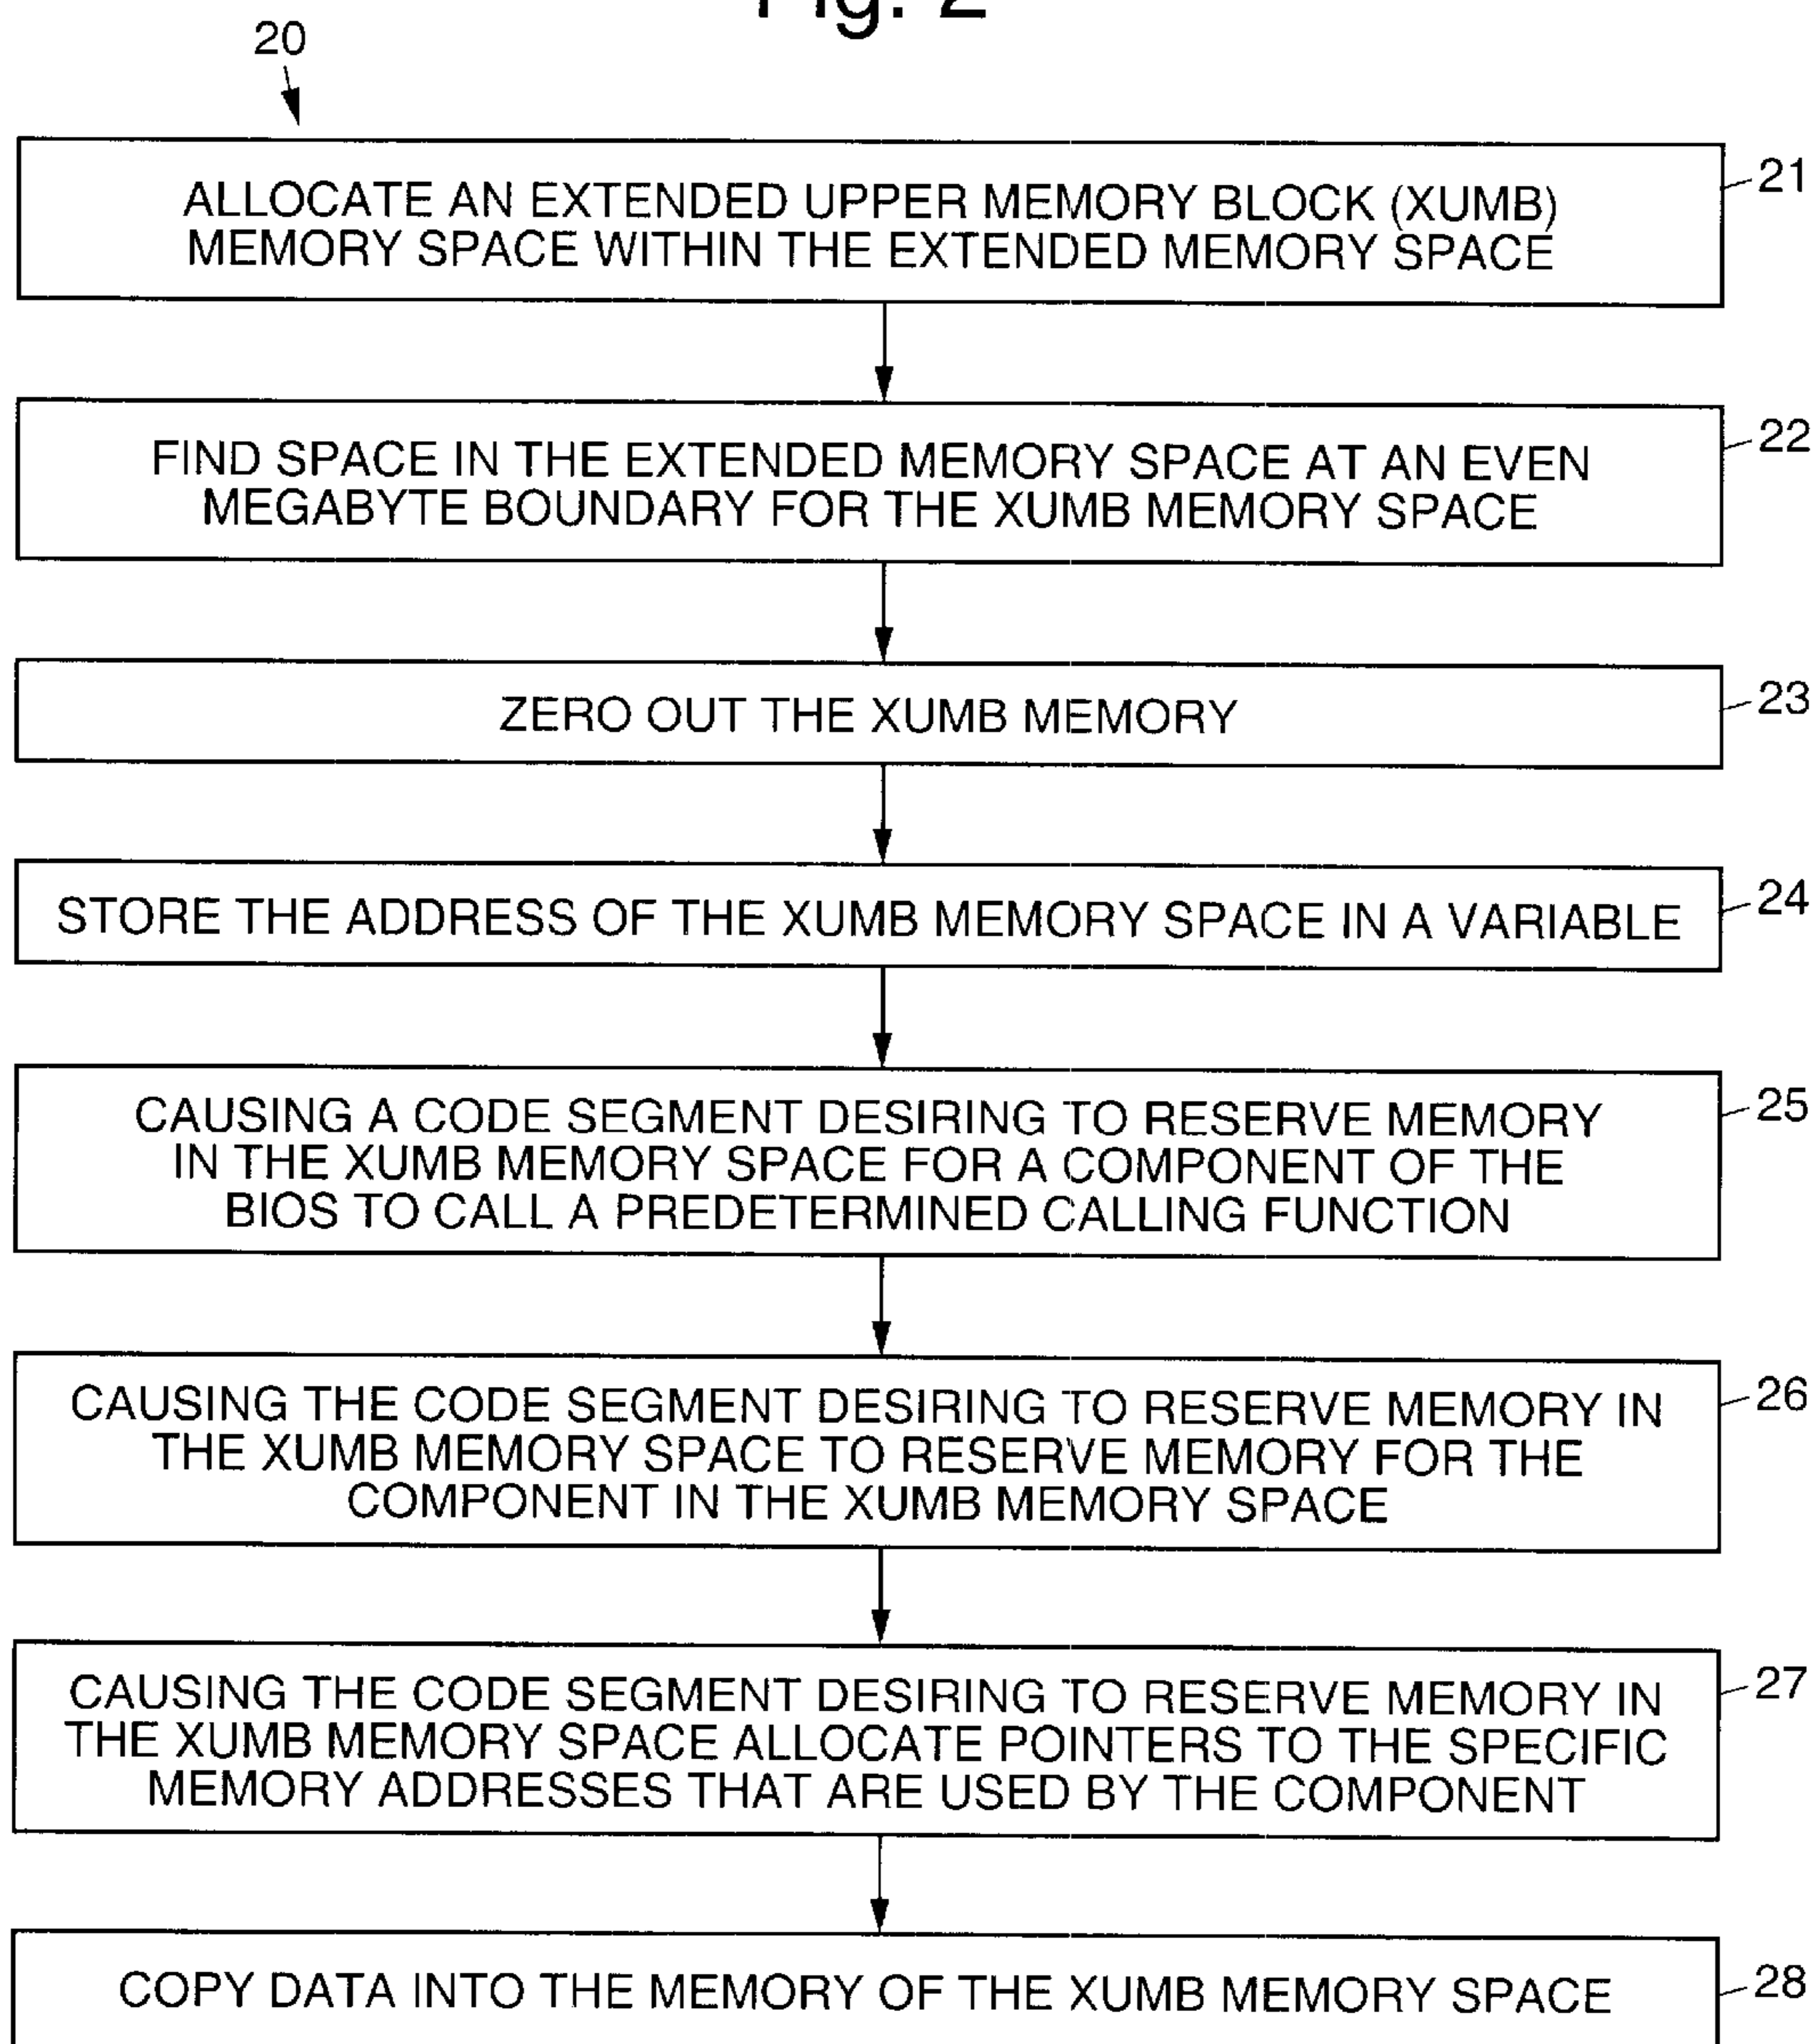 Fig. 2
20
ALLOCATE AN EXTENDED UPPER MEMORY BLOCK (XUMB)
MEMORY SPACE WITHIN THE EXTENDED MEMORY SPACE
21
FIND SPACE IN THE EXTENDED MEMORY SPACE AT AN EVEN
MEGABYTE BOUNDARY FOR THE XUMB MEMORY SPACE
22
ZERO OUT THE XUMB MEMORY
23
STORE THE ADDRESS OF THE XUMB MEMORY SPACE IN A VARIABLE
24
CAUSING A CODE SEGMENT DESIRING TO RESERVE MEMORY
IN THE XUMB MEMORY SPACE FOR A COMPONENT OF THE
BIOS TO CALL A PREDETERMINED CALLING FUNCTION
25
CAUSING THE CODE SEGMENT DESIRING TO RESERVE MEMORY IN
THE XUMB MEMORY SPACE TO RESERVE MEMORY FOR THE
COMPONENT IN THE XUMB MEMORY SPACE
26
CAUSING THE CODE SEGMENT DESIRING TO RESERVE MEMORY IN
THE XUMB MEMORY SPACE ALLOCATE POINTERS TO THE SPECIFIC
MEMORY ADDRESSES THAT ARE USED BY THE COMPONENT
27
COPY DATA INTO THE MEMORY OF THE XUMB MEMORY SPACE
28